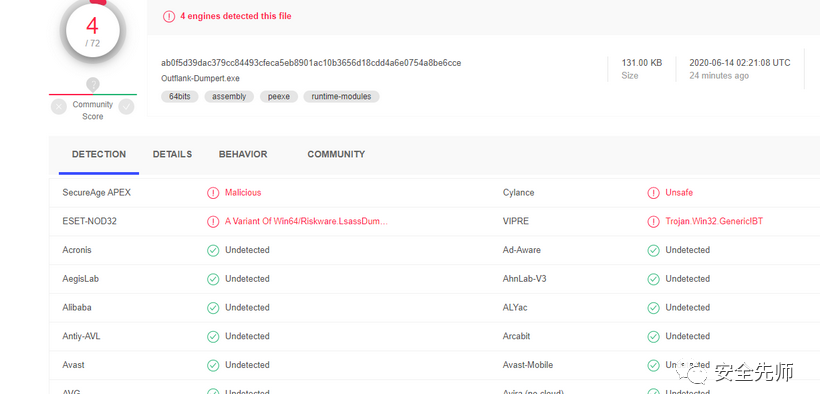 4
/ 72
4 engines detected this file
ab0f5d39dac379cc84493cfeca5eb8901ac10b3656d18cdd4a6e0754a8be6cce
Outflank-Dumpert.exe
64bits assembly peexe runtime-modules
131.00 KB
Size
2020-06-14 02:21:08 UTC
24 minutes ago
?
Community
Score
DETECTION DETAILS BEHAVIOR COMMUNITY
SecureAge APEX Malicious Cylance Unsafe
ESET-NOD32 A Variant Of Win64/Riskware.LsassDum... VIPRE Trojan.Win32.Generic!BT
Acronis Undetected Ad-Aware Undetected
AegisLab Undetected AhnLab-V3 Undetected
Alibaba Undetected ALYac Undetected
Antiy-AVL Undetected Arcabit Undetected
Avast Undetected Avast-Mobile Undetected
AVG Undetected Avira (no cloud) Undetected
安全先师